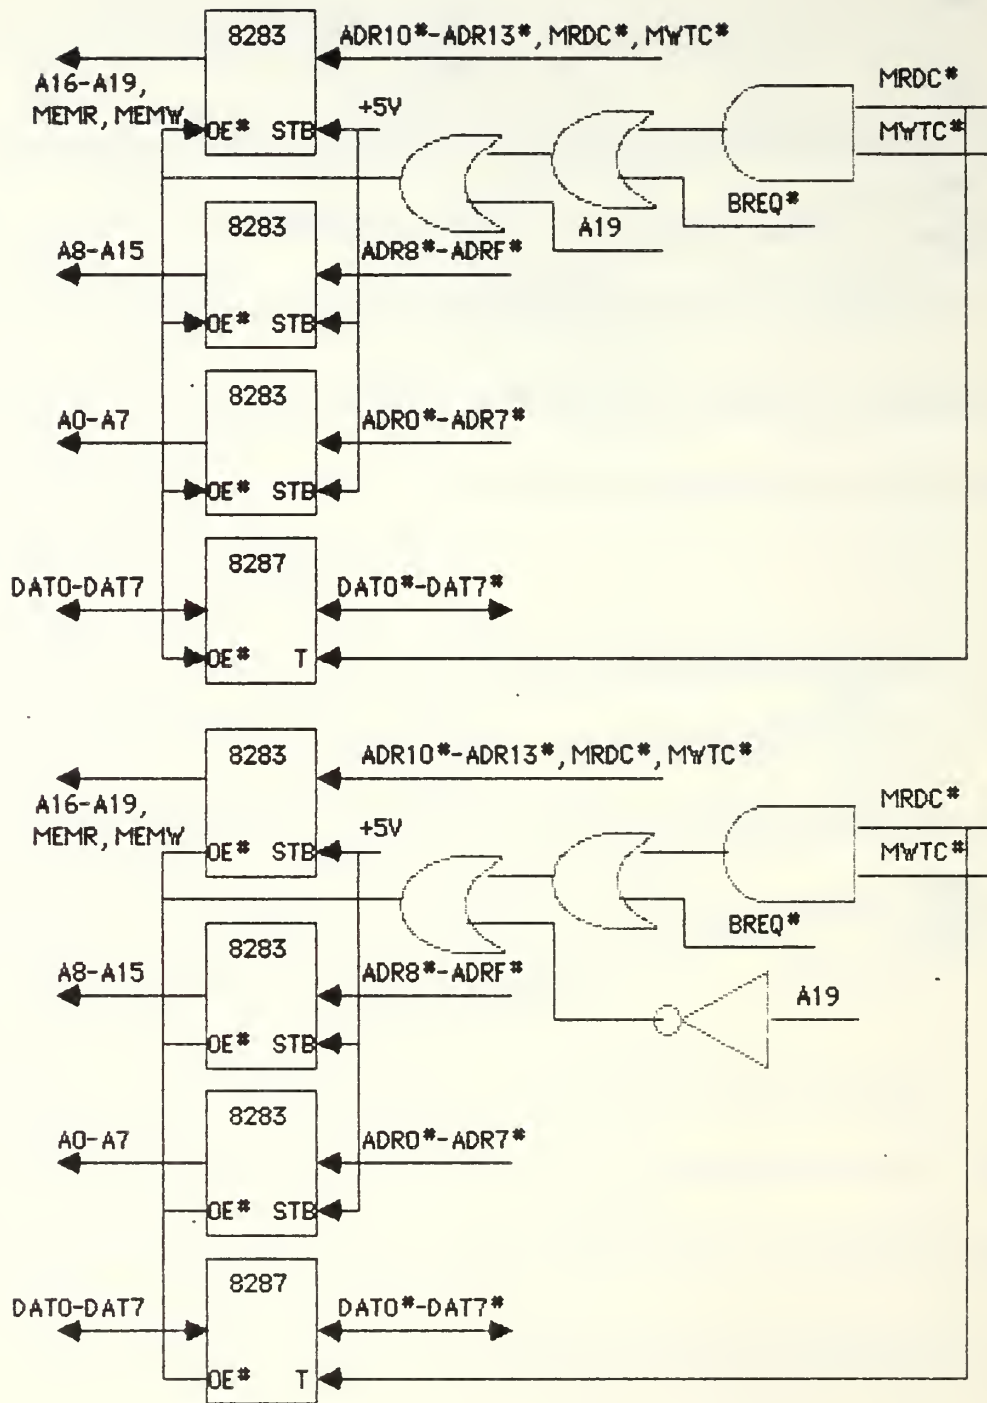 8283
ADR10*-ADR13*, MRDC*, MWTC*
A16-A19,
MEMR, MEMW
+5V
OE* STB
MRDC*
MWTC*
BREQ*
A19
8283
A8-A15
ADR8*-ADRF*
OE* STB
8283
A0-A7
ADR0*-ADR7*
OE* STB
8287
DAT0-DAT7
DAT0*-DAT7*
OE* T
8283
ADR10*-ADR13*, MRDC*, MWTC*
A16-A19,
MEMR, MEMW
+5V
OE* STB
MRDC*
MWTC*
BREQ*
A19
8283
A8-A15
ADR8*-ADRF*
OE* STB
8283
A0-A7
ADR0*-ADR7*
OE* STB
8287
DAT0-DAT7
DAT0*-DAT7*
OE* T